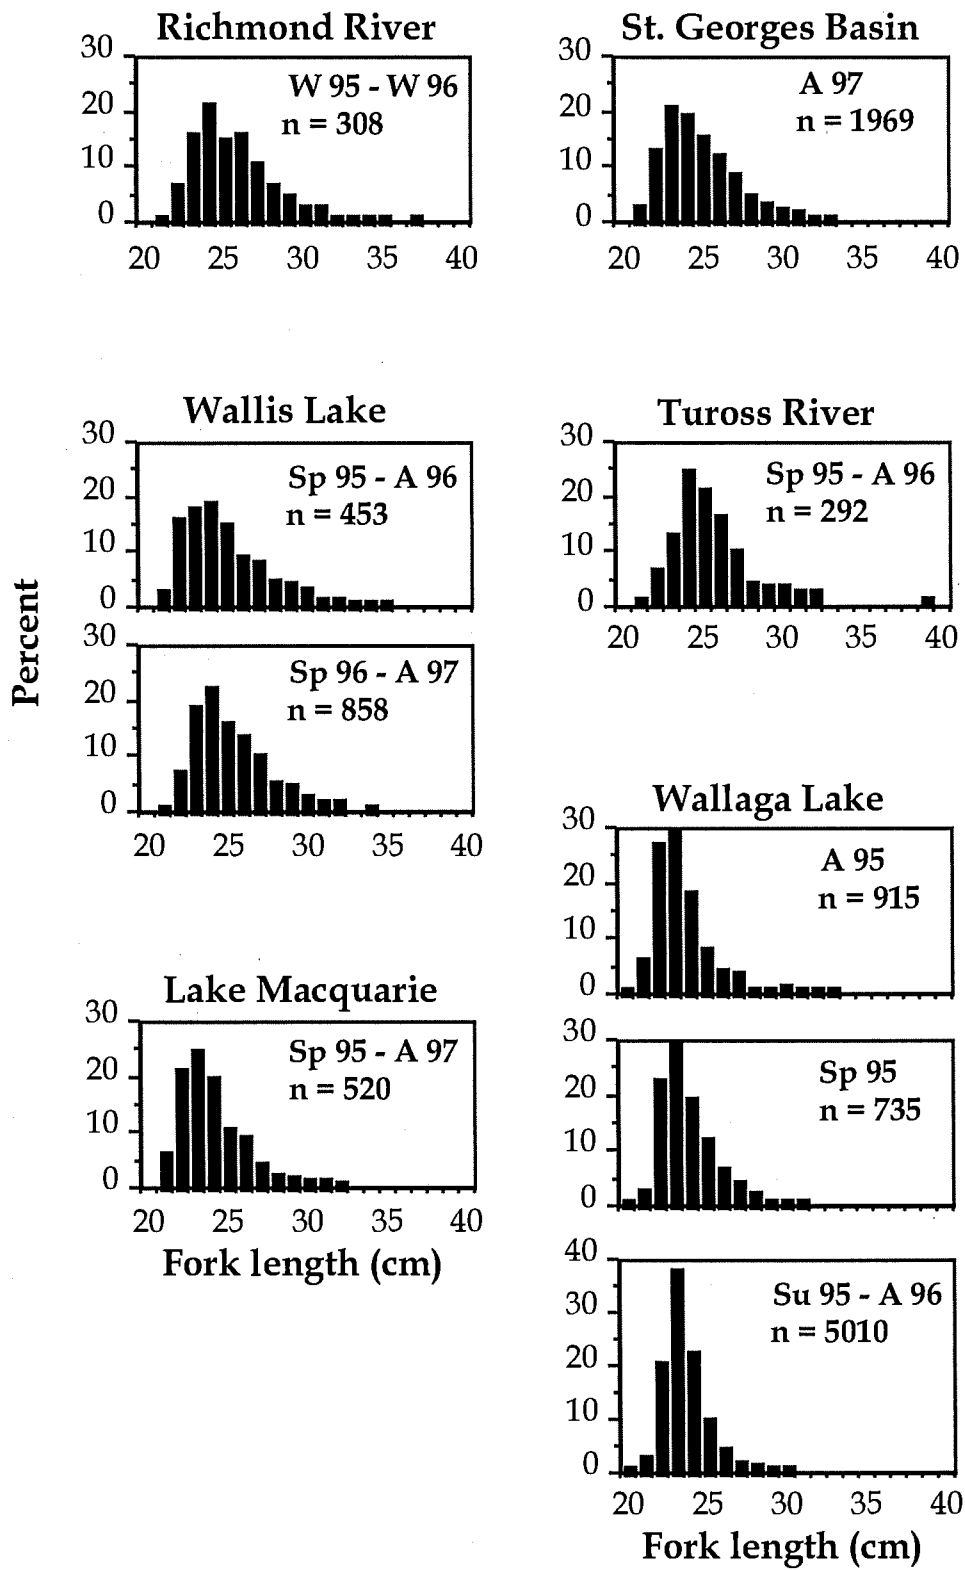 Richmond River
30
20
10
0
W 95 - W 96
n = 308
20 25 30 35 40
Wallis Lake
30
20
10
0
Sp 95 - A 96
n = 453
30
20
10
0
Sp 96 - A 97
n = 858
20 25 30 35 40
Lake Macquarie
30
20
10
0
Sp 95 - A 97
n = 520
20 25 30 35 40
Fork length (cm)
Percent
St. Georges Basin
30
20
10
0
A 97
n = 1969
20 25 30 35 40
Tuross River
30
20
10
0
Sp 95 - A 96
n = 292
20 25 30 35 40
Wallaga Lake
30
20
10
0
A 95
n = 915
30
20
10
0
Sp 95
n = 735
40
30
20
10
0
Su 95 - A 96
n = 5010
20 25 30 35 40
Fork length (cm)